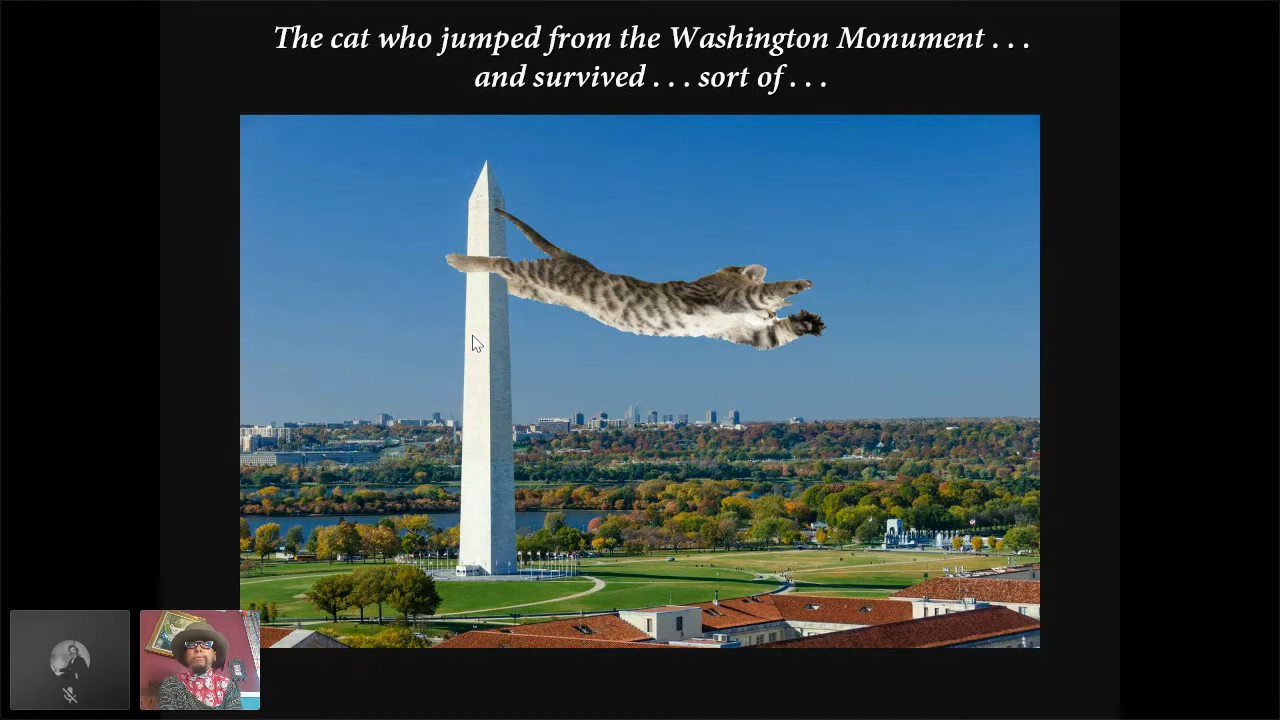 The cat who jumped from the Washington Monument . . .
and survived . . . sort of . . .